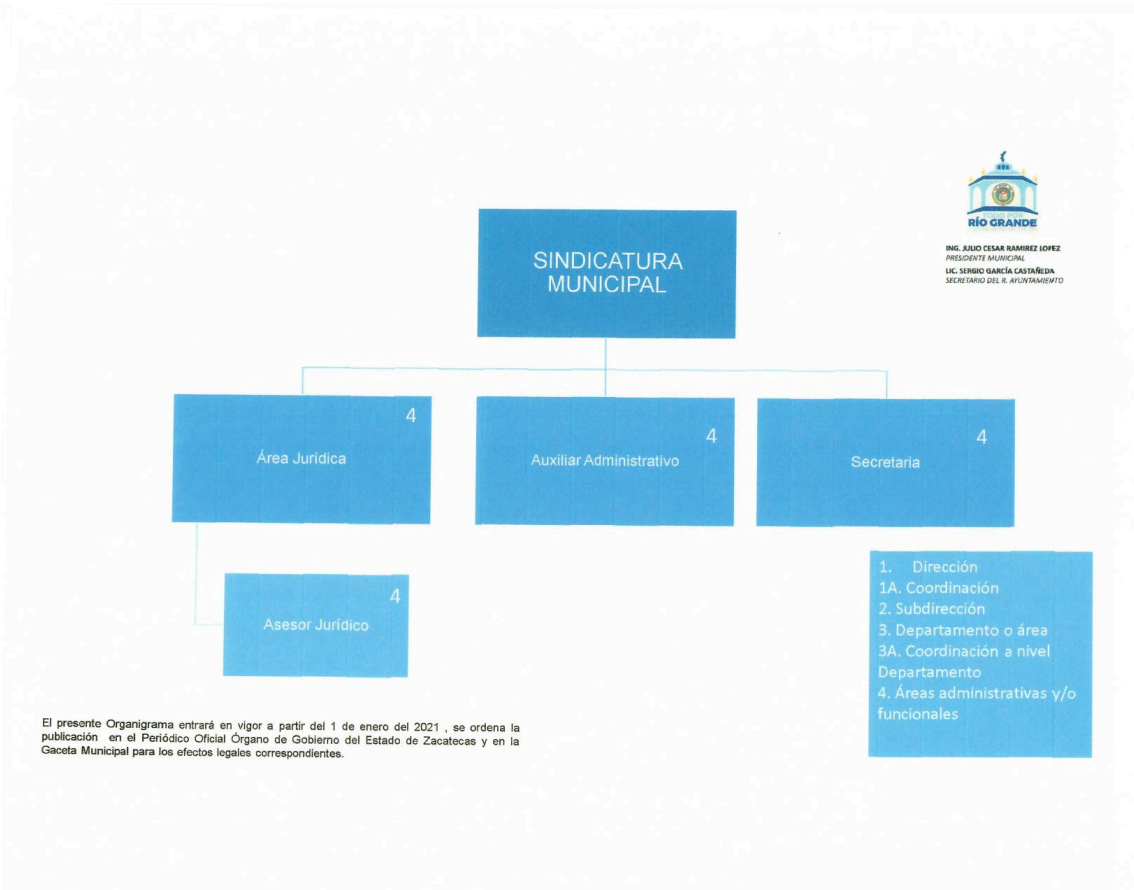 RÍO GRANDE
ING. JULIO CESAR RAMIREZ LOPEZ
PRESIDENTE MUNICIPAL
LIC. SERGIO GARCÍA CASTAÑEDA
SECRETARIO DEL R. AYUNTAMIENTO
SINDICATURA
MUNICIPAL
4
Área Jurídica
4
Auxiliar Administrativo
4
Secretaria
4
Asesor Jurídico
1. Dirección
1A. Coordinación
2. Subdirección
3. Departamento o área
3A. Coordinación a nivel
Departamento
4. Áreas administrativas y/o
funcionales
El presente Organigrama entrará en vigor a partir del 1 de enero del 2021 , se ordena la
publicación en el Periódico Oficial Órgano de Gobierno del Estado de Zacatecas y en la
Gaceta Municipal para los efectos legales correspondientes.